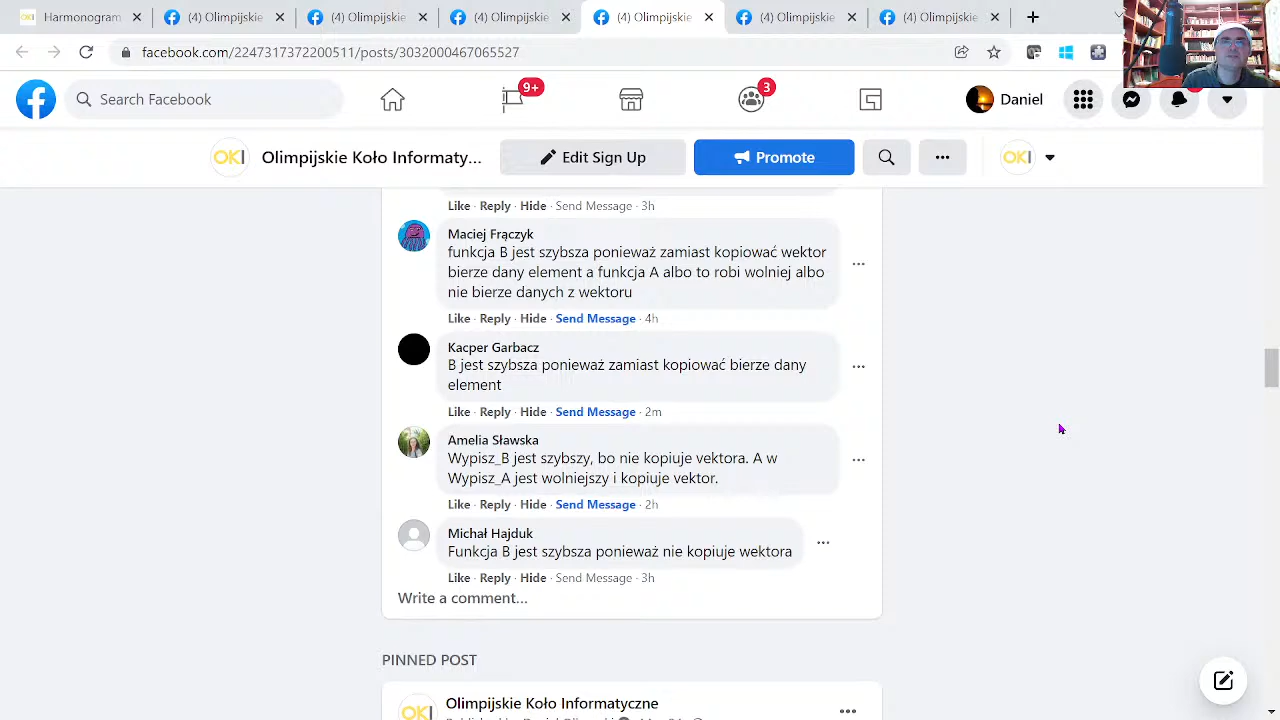 Harmonogram
(4) Olimpijskie
(4) Olimpijskie
(4) Olimpijskie
(4) Olimpijskie
(4) Olimpijskie
(4) Olimpijskie
facebook.com/2247317372200511/posts/3032000467065527
Search Facebook
9+
3
Daniel
OKI
Olimpijskie Koło Informaty...
Edit Sign Up
Promote
OKI
Like · Reply · Hide · Send Message · 3h
Maciej Frączyk
funkcja B jest szybsza ponieważ zamiast kopiować wektor
bierze dany element a funkcja A albo to robi wolniej albo
nie bierze danych z wektoru
Like · Reply · Hide · Send Message · 4h
Kacper Garbacz
B jest szybsza ponieważ zamiast kopiować bierze dany
element
Like · Reply · Hide · Send Message · 2m
Amelia Sławska
Wypisz_B jest szybszy, bo nie kopiuje vektora. A w
Wypisz_A jest wolniejszy i kopiuje vektor.
Like · Reply · Hide · Send Message · 2h
Michał Hajduk
Funkcja B jest szybsza ponieważ nie kopiuje wektora
Like · Reply · Hide · Send Message · 3h
Write a comment...
PINNED POST
Olimpijskie Koło Informatyczne
OKI